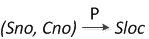 (Sno, Cno) —P→ Sloc